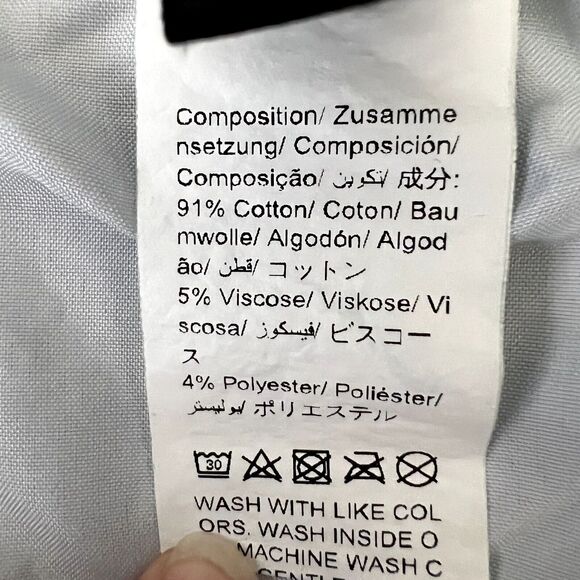 Composition/ Zusamme
nsetzung/ Composición/
Composição/ تكوين/ 成分:
91% Cotton/ Coton/ Bau
mwolle/ Algodón/ Algod
ão/ قطن/ コットン
5% Viscose/ Viskose/ Vi
scosa/ فيسكوز/ ビスコー
ス
4% Polyester/ Poliéster/
بوليستر/ ポリエステル
30
WASH WITH LIKE COL
ORS. WASH INSIDE O
MACHINE WASH C
GENTLE